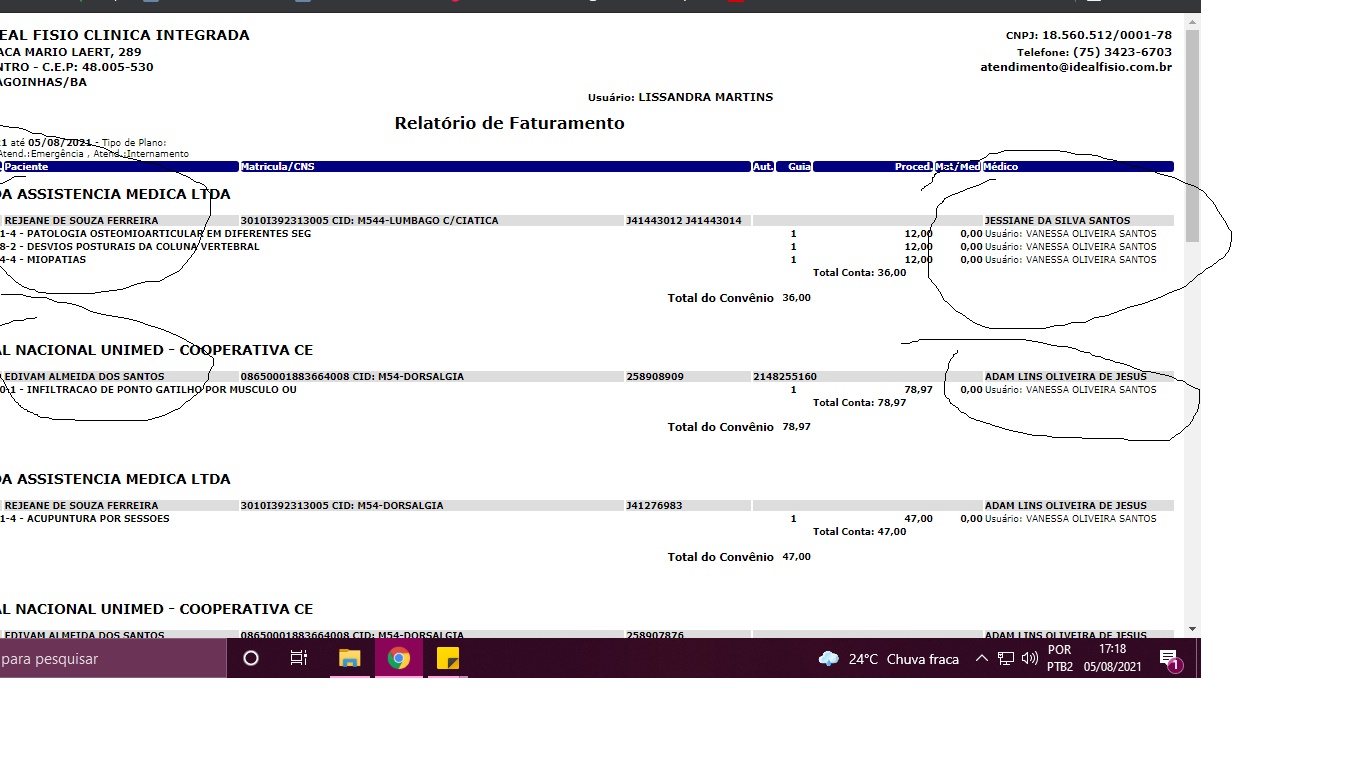 EAL FISIO CLINICA INTEGRADA CNPJ: 18.560.512/0001-78
ACA MARIO LAERT, 289 Telefone: (75) 3423-6703
NTRO - C.E.P: 48.005-530 atendimento@idealfisio.com.br
AGOINHAS/BA
Usuário: LISSANDRA MARTINS
Relatório de Faturamento
1 até 05/08/2021 - Tipo de Plano:
Atend.:Emergência , Atend.:Internamento
Paciente Matricula/CNS Aut. Guia Proced. Mat/Med Médico
DA ASSISTENCIA MEDICA LTDA
REJEANE DE SOUZA FERREIRA 3010I392313005 CID: M544-LUMBAGO C/CIATICA J41443012 J41443014 JESSIANE DA SILVA SANTOS
1-4 - PATOLOGIA OSTEOMIOARTICULAR EM DIFERENTES SEG 1 12,00 0,00 Usuário: VANESSA OLIVEIRA SANTOS
8-2 - DESVIOS POSTURAIS DA COLUNA VERTEBRAL 1 12,00 0,00 Usuário: VANESSA OLIVEIRA SANTOS
4-4 - MIOPATIAS 1 12,00 0,00 Usuário: VANESSA OLIVEIRA SANTOS
Total Conta: 36,00
Total do Convênio 36,00
AL NACIONAL UNIMED - COOPERATIVA CE
EDIVAM ALMEIDA DOS SANTOS 08650001883664008 CID: M54-DORSALGIA 258908909 2148255160 ADAM LINS OLIVEIRA DE JESUS
0-1 - INFILTRACAO DE PONTO GATILHO POR MUSCULO OU 1 78,97 0,00 Usuário: VANESSA OLIVEIRA SANTOS
Total Conta: 78,97
Total do Convênio 78,97
DA ASSISTENCIA MEDICA LTDA
REJEANE DE SOUZA FERREIRA 3010I392313005 CID: M54-DORSALGIA J41276983 ADAM LINS OLIVEIRA DE JESUS
1-4 - ACUPUNTURA POR SESSOES 1 47,00 0,00 Usuário: VANESSA OLIVEIRA SANTOS
Total Conta: 47,00
Total do Convênio 47,00
AL NACIONAL UNIMED - COOPERATIVA CE
EDIVAM ALMEIDA DOS SANTOS 08650001883664008 CID: M54-DORSALGIA 258907876 ADAM LINS OLIVEIRA DE JESUS
para pesquisar 24°C Chuva fraca POR 17:18
PTB2 05/08/2021 1